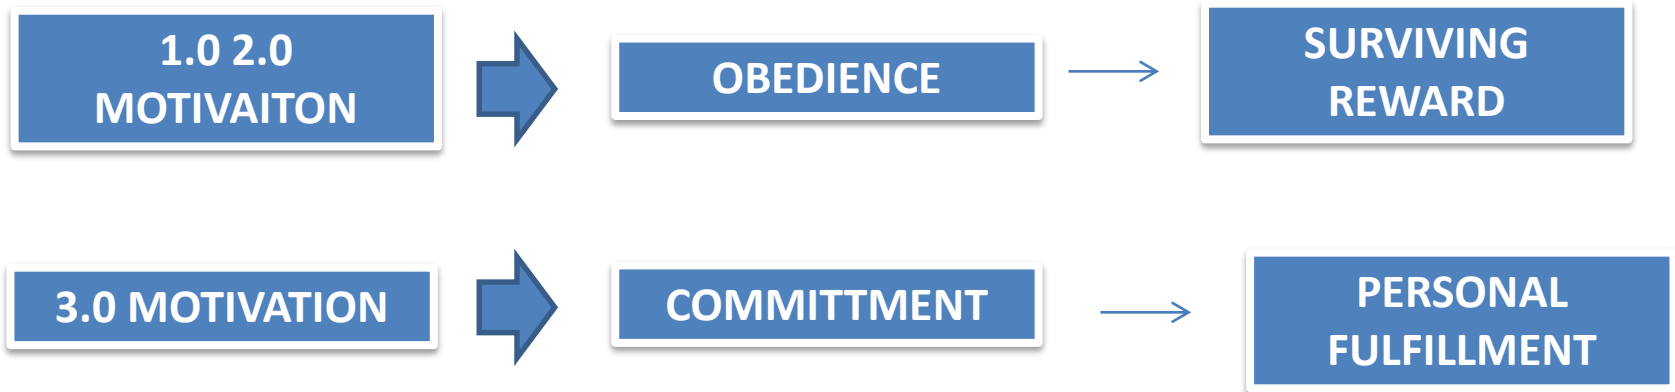 1.0 2.0
MOTIVAITON
OBEDIENCE
SURVIVING
REWARD
3.0 MOTIVATION
COMMITTMENT
PERSONAL
FULFILLMENT